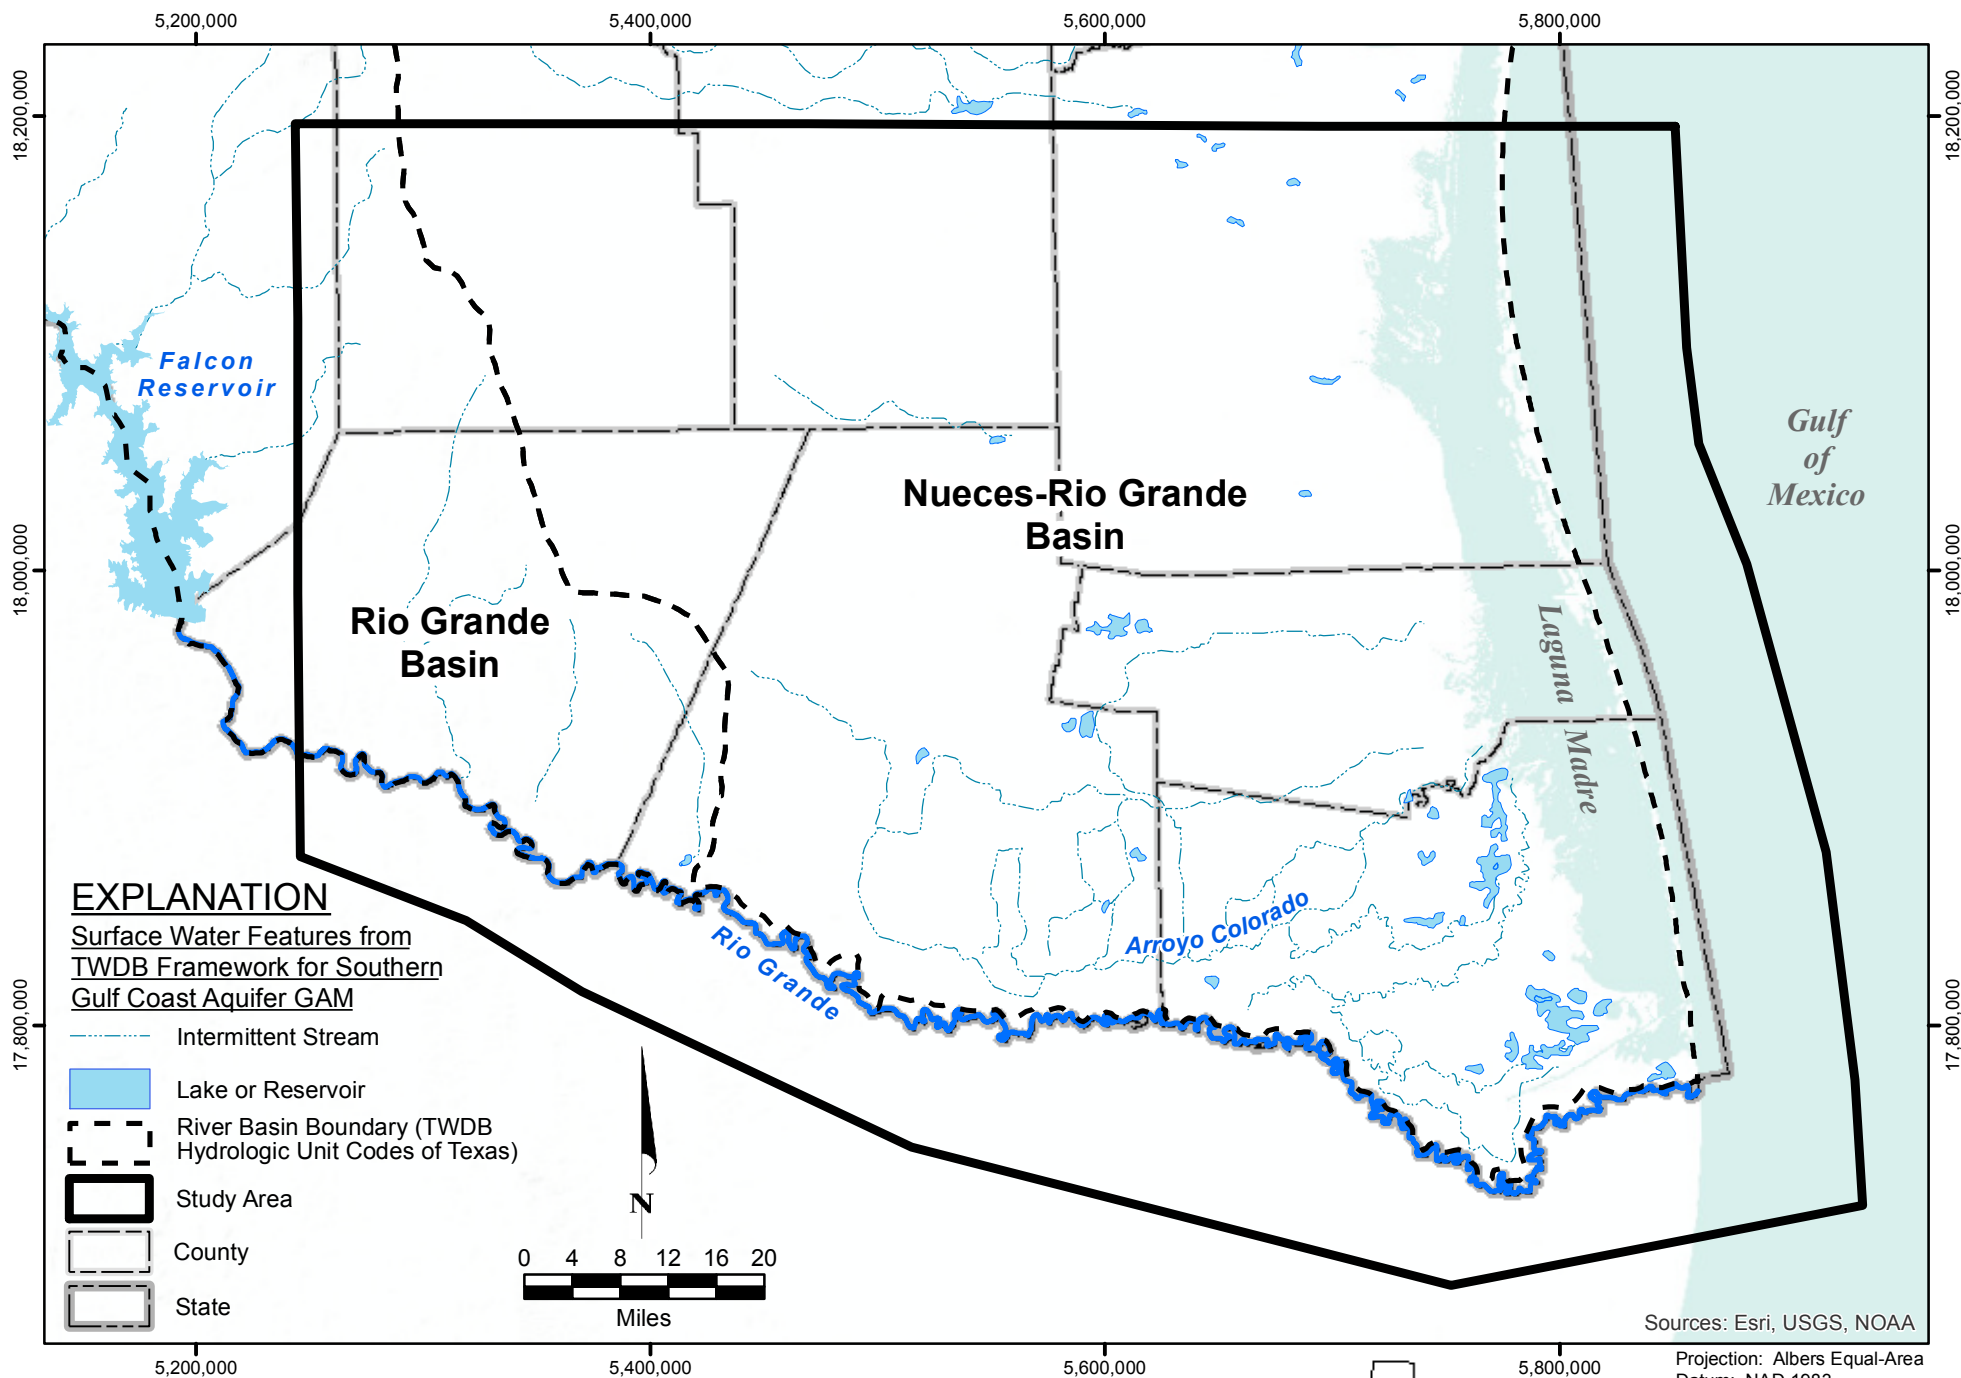 5,200,000
5,400,000
5,600,000
5,800,000
18,200,000
18,200,000
Falcon
Reservoir
Gulf
of
Mexico
Nueces-Rio Grande
Basin
18,000,000
18,000,000
Rio Grande
Basin
Laguna
Madre
Arroyo Colorado
Rio Grande
17,800,000
17,800,000
EXPLANATION
Surface Water Features from
TWDB Framework for Southern
Gulf Coast Aquifer GAM
Intermittent Stream
Lake or Reservoir
River Basin Boundary (TWDB
Hydrologic Unit Codes of Texas)
Study Area
County
State
N
0 4 8 12 16 20
Miles
Sources: Esri, USGS, NOAA
5,200,000
5,400,000
5,600,000
5,800,000
Projection: Albers Equal-Area
Datum: NAD 1983